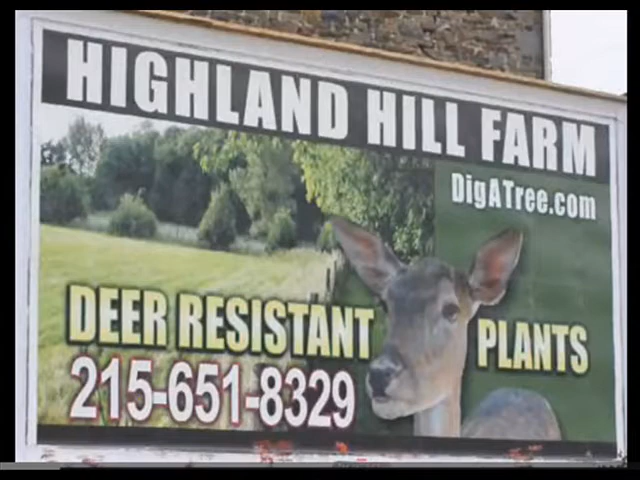 HIGHLAND HILL FARM
DigATree.com
DEER RESISTANT PLANTS
215-651-8329